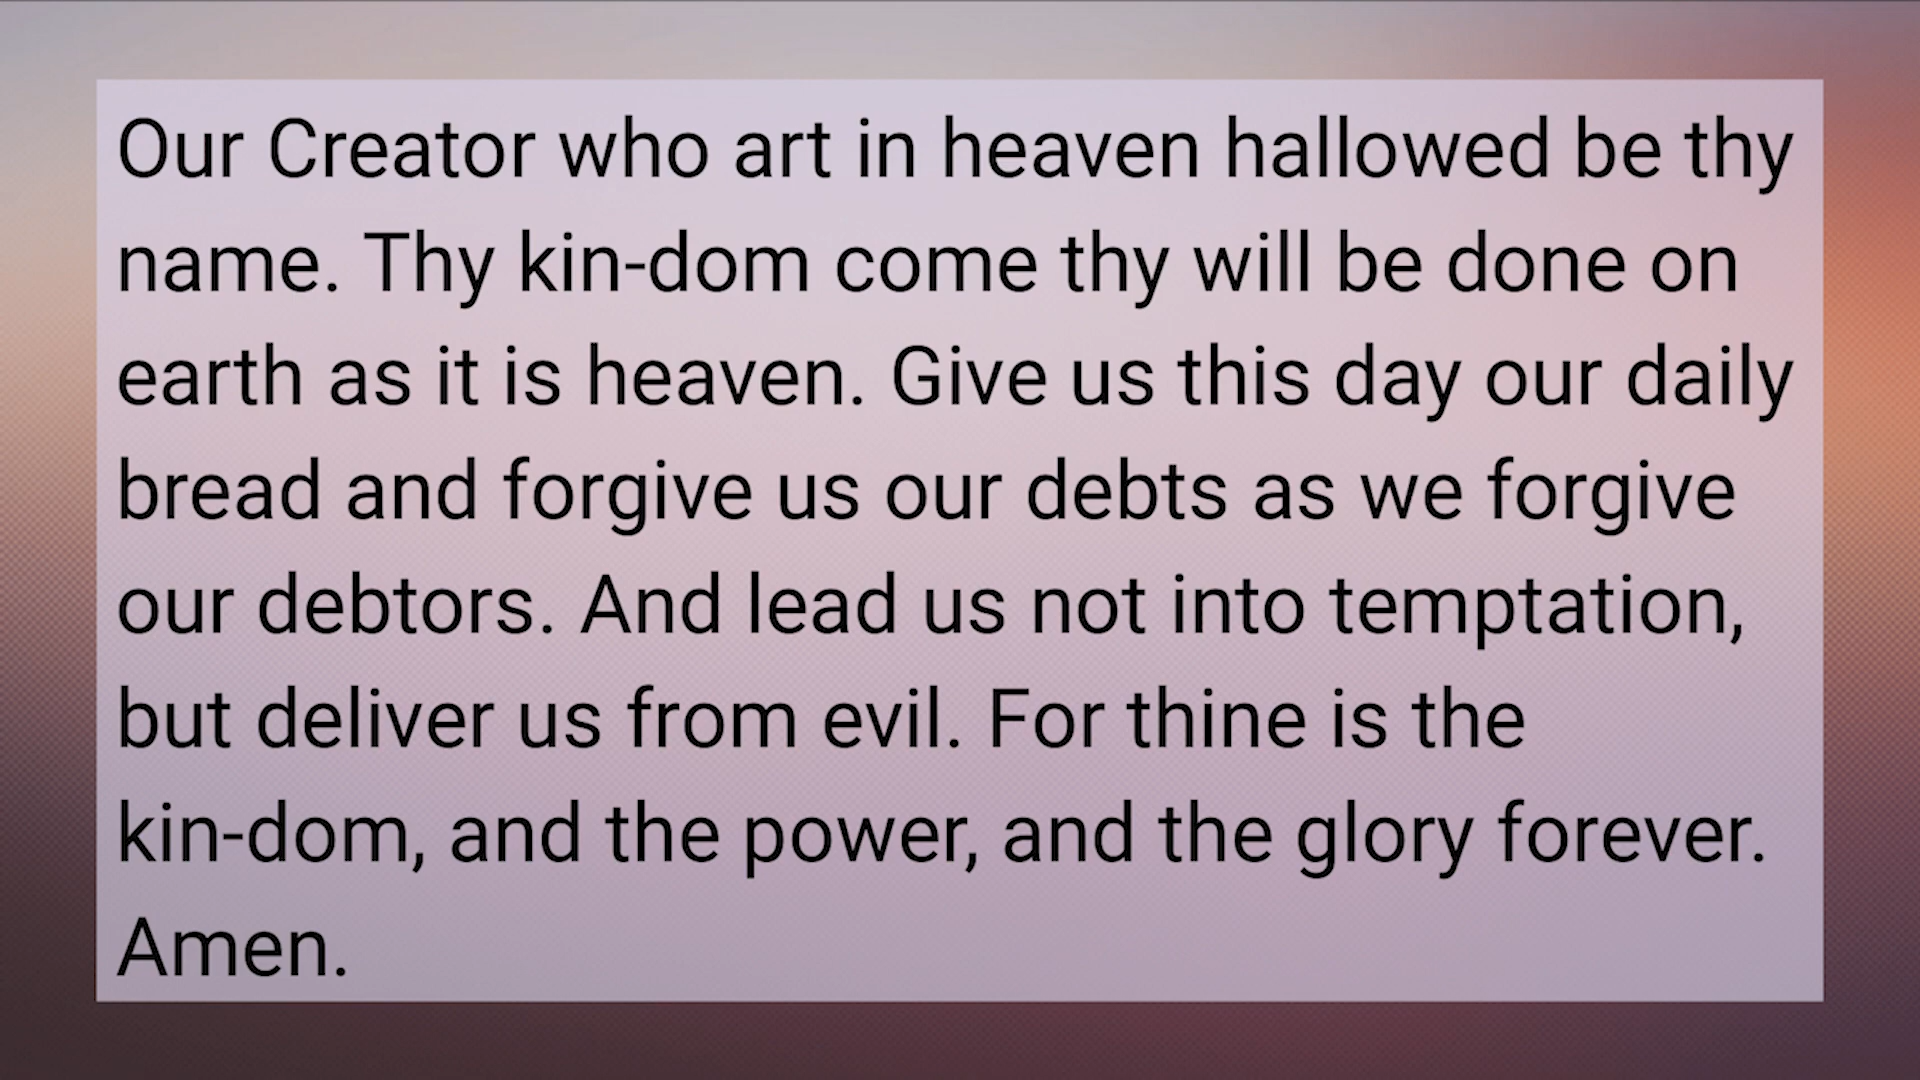 Our Creator who art in heaven hallowed be thy
name. Thy kin-dom come thy will be done on
earth as it is heaven. Give us this day our daily
bread and forgive us our debts as we forgive
our debtors. And lead us not into temptation,
but deliver us from evil. For thine is the
kin-dom, and the power, and the glory forever.
Amen.